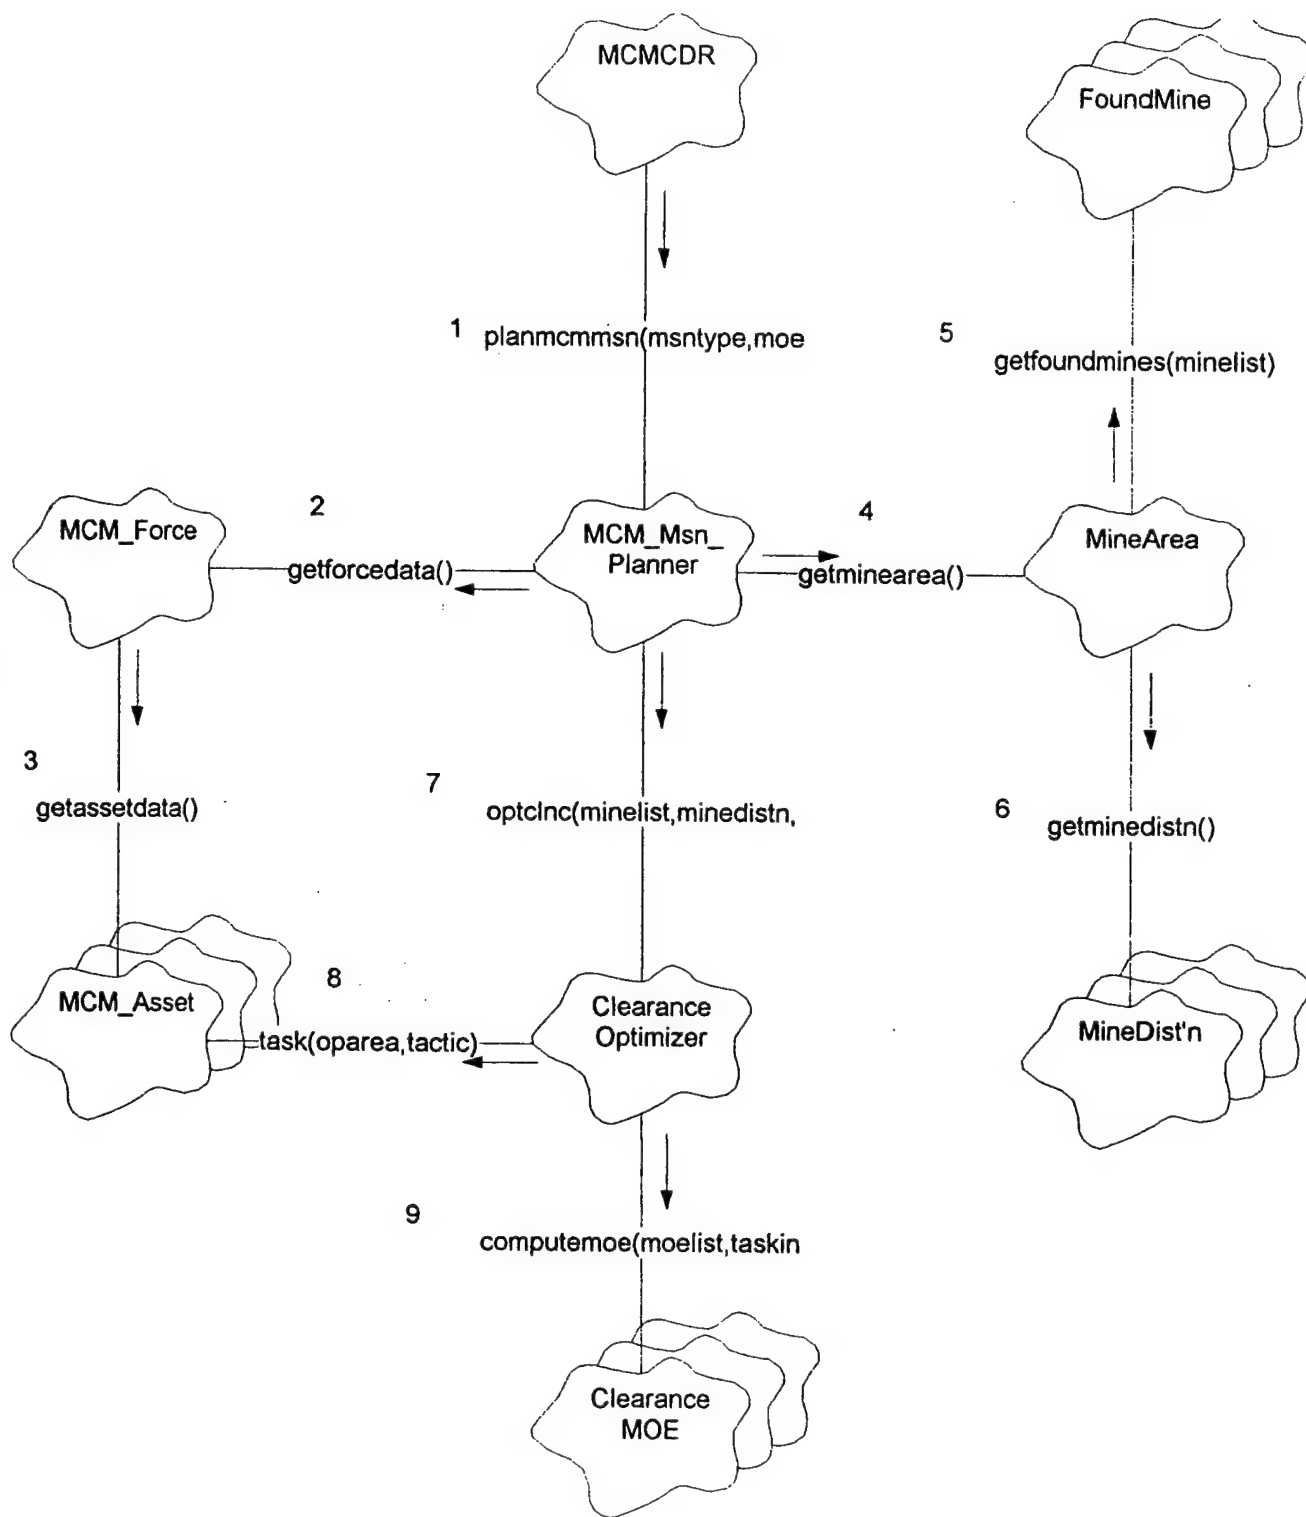 MCMCDR
FoundMine
1 planmcmmsn(msntype,moe
5
getfoundmines(minelist)
MCM_Force
2
getforcedata()
MCM_Msn_
Planner
4
getminearea()
MineArea
3
getassetdata()
7
optclnc(minelist,minedistn,
6
getminedistn()
MCM_Asset
8
task(oparea,tactic)
Clearance
Optimizer
MineDist'n
9
computemoe(moelist,taskin
Clearance
MOE